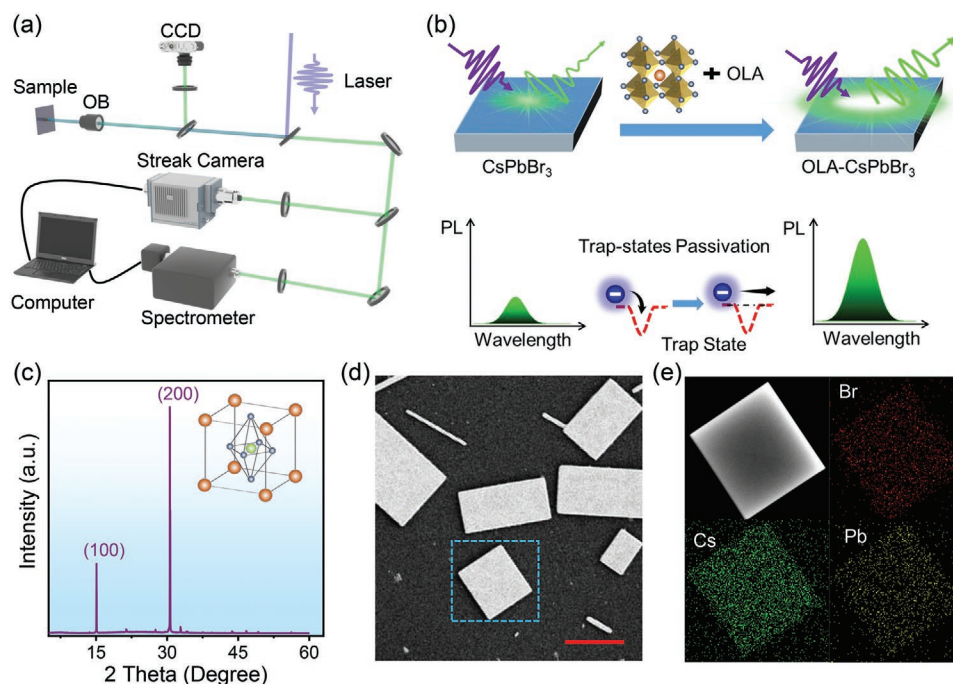 (a)
CCD
Laser
Sample
OB
Streak Camera
Computer
Spectrometer
(b)
+ OLA
CsPbBr₃
OLA-CsPbBr₃
PL
Wavelength
Trap-states Passivation
Trap State
PL
Wavelength
(c)
Intensity (a.u.)
(100)
(200)
15
30
45
60
2 Theta (Degree)
(d)
(e)
Br
Cs
Pb